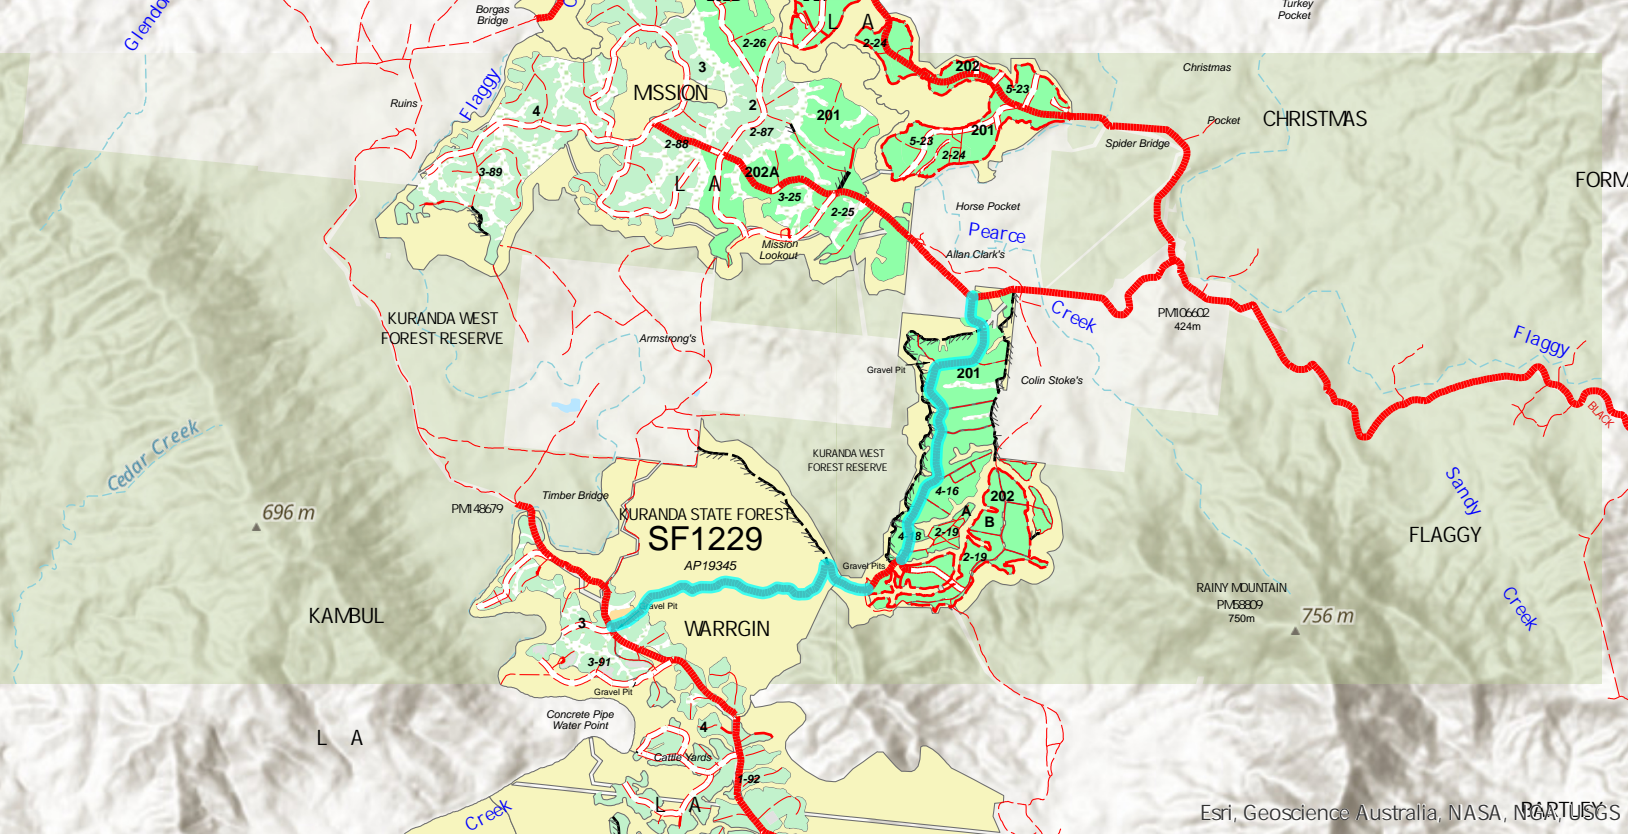 Turkey
Pocket
Borgas
Bridge
Glendo
L A
2-26
2-24
3
202
Christmas
MISSION
Flaggy
5-23
Ruins
4
2
201
CHRISTMAS
Pocket
2-87
201
5-23
Spider Bridge
2-88
2-24
3-89
202A
FORM
L A
3-25
Horse Pocket
2-25
Pearce
Mission
Lookout
Allan Clark's
KURANDA WEST
FOREST RESERVE
Creek
PM106602
424m
Armstrong's
Flaggy
Gravel Pit
201
Colin Stoke's
BLACK
Cedar Creek
KURANDA WEST
FOREST RESERVE
Sandy
4-16
Timber Bridge
202
PM148679
696 m
KURANDA STATE FOREST
A
B
SF1229
4-18
2-19
FLAGGY
2-19
AP19345
Gravel Pits
RAINY MOUNTAIN
PM58809
750m
Creek
756 m
KAMBUL
3
WARRGIN
3-91
Gravel Pit
Concrete Pipe
Water Point
4
L A
Cattle Yards
1-92
L A
Creek
BARTLEY
Esri, Geoscience Australia, NASA, NGA, USGS